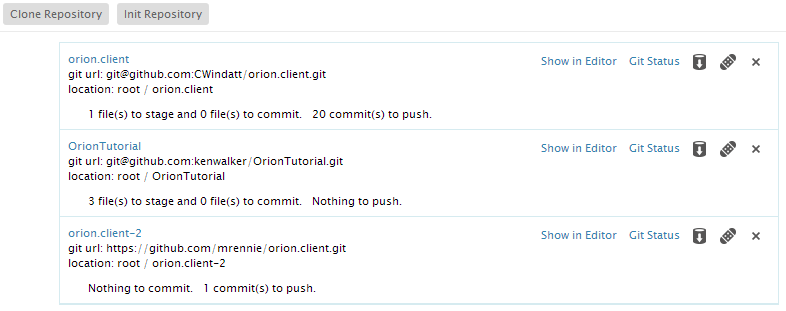 Clone Repository Init Repository
orion.client Show in Editor Git Status
git url: git@github.com:CWindatt/orion.client.git
location: root / orion.client
1 file(s) to stage and 0 file(s) to commit. 20 commit(s) to push.
OrionTutorial Show in Editor Git Status
git url: git@github.com:kenwalker/OrionTutorial.git
location: root / OrionTutorial
3 file(s) to stage and 0 file(s) to commit. Nothing to push.
orion.client-2 Show in Editor Git Status
git url: https://github.com/mrennie/orion.client.git
location: root / orion.client-2
Nothing to commit. 1 commit(s) to push.